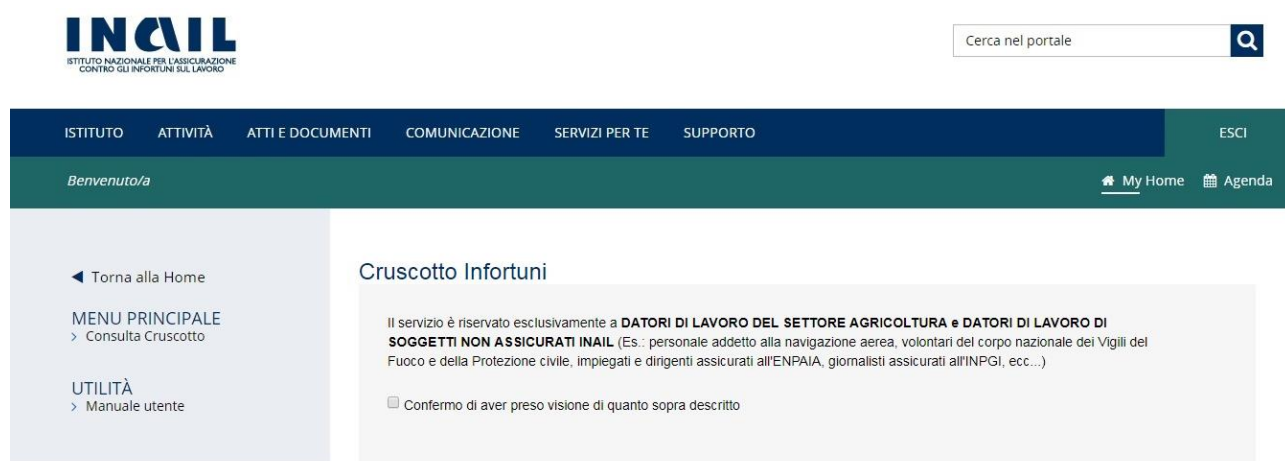 INAIL
ISTITUTO NAZIONALE PER L'ASSICURAZIONE
CONTRO GLI INFORTUNI SUL LAVORO
Cerca nel portale
ISTITUTO ATTIVITÀ ATTI E DOCUMENTI COMUNICAZIONE SERVIZI PER TE SUPPORTO ESCI
Benvenuto/a My Home Agenda
Torna alla Home
MENU PRINCIPALE
> Consulta Cruscotto
UTILITÀ
> Manuale utente
Cruscotto Infortuni
Il servizio è riservato esclusivamente a DATORI DI LAVORO DEL SETTORE AGRICOLTURA e DATORI DI LAVORO DI
SOGGETTI NON ASSICURATI INAIL (Es.: personale addetto alla navigazione aerea, volontari del corpo nazionale dei Vigili del
Fuoco e della Protezione civile, impiegati e dirigenti assicurati all'ENPAIA, giornalisti assicurati all'INPGI, ecc...)
Confermo di aver preso visione di quanto sopra descritto